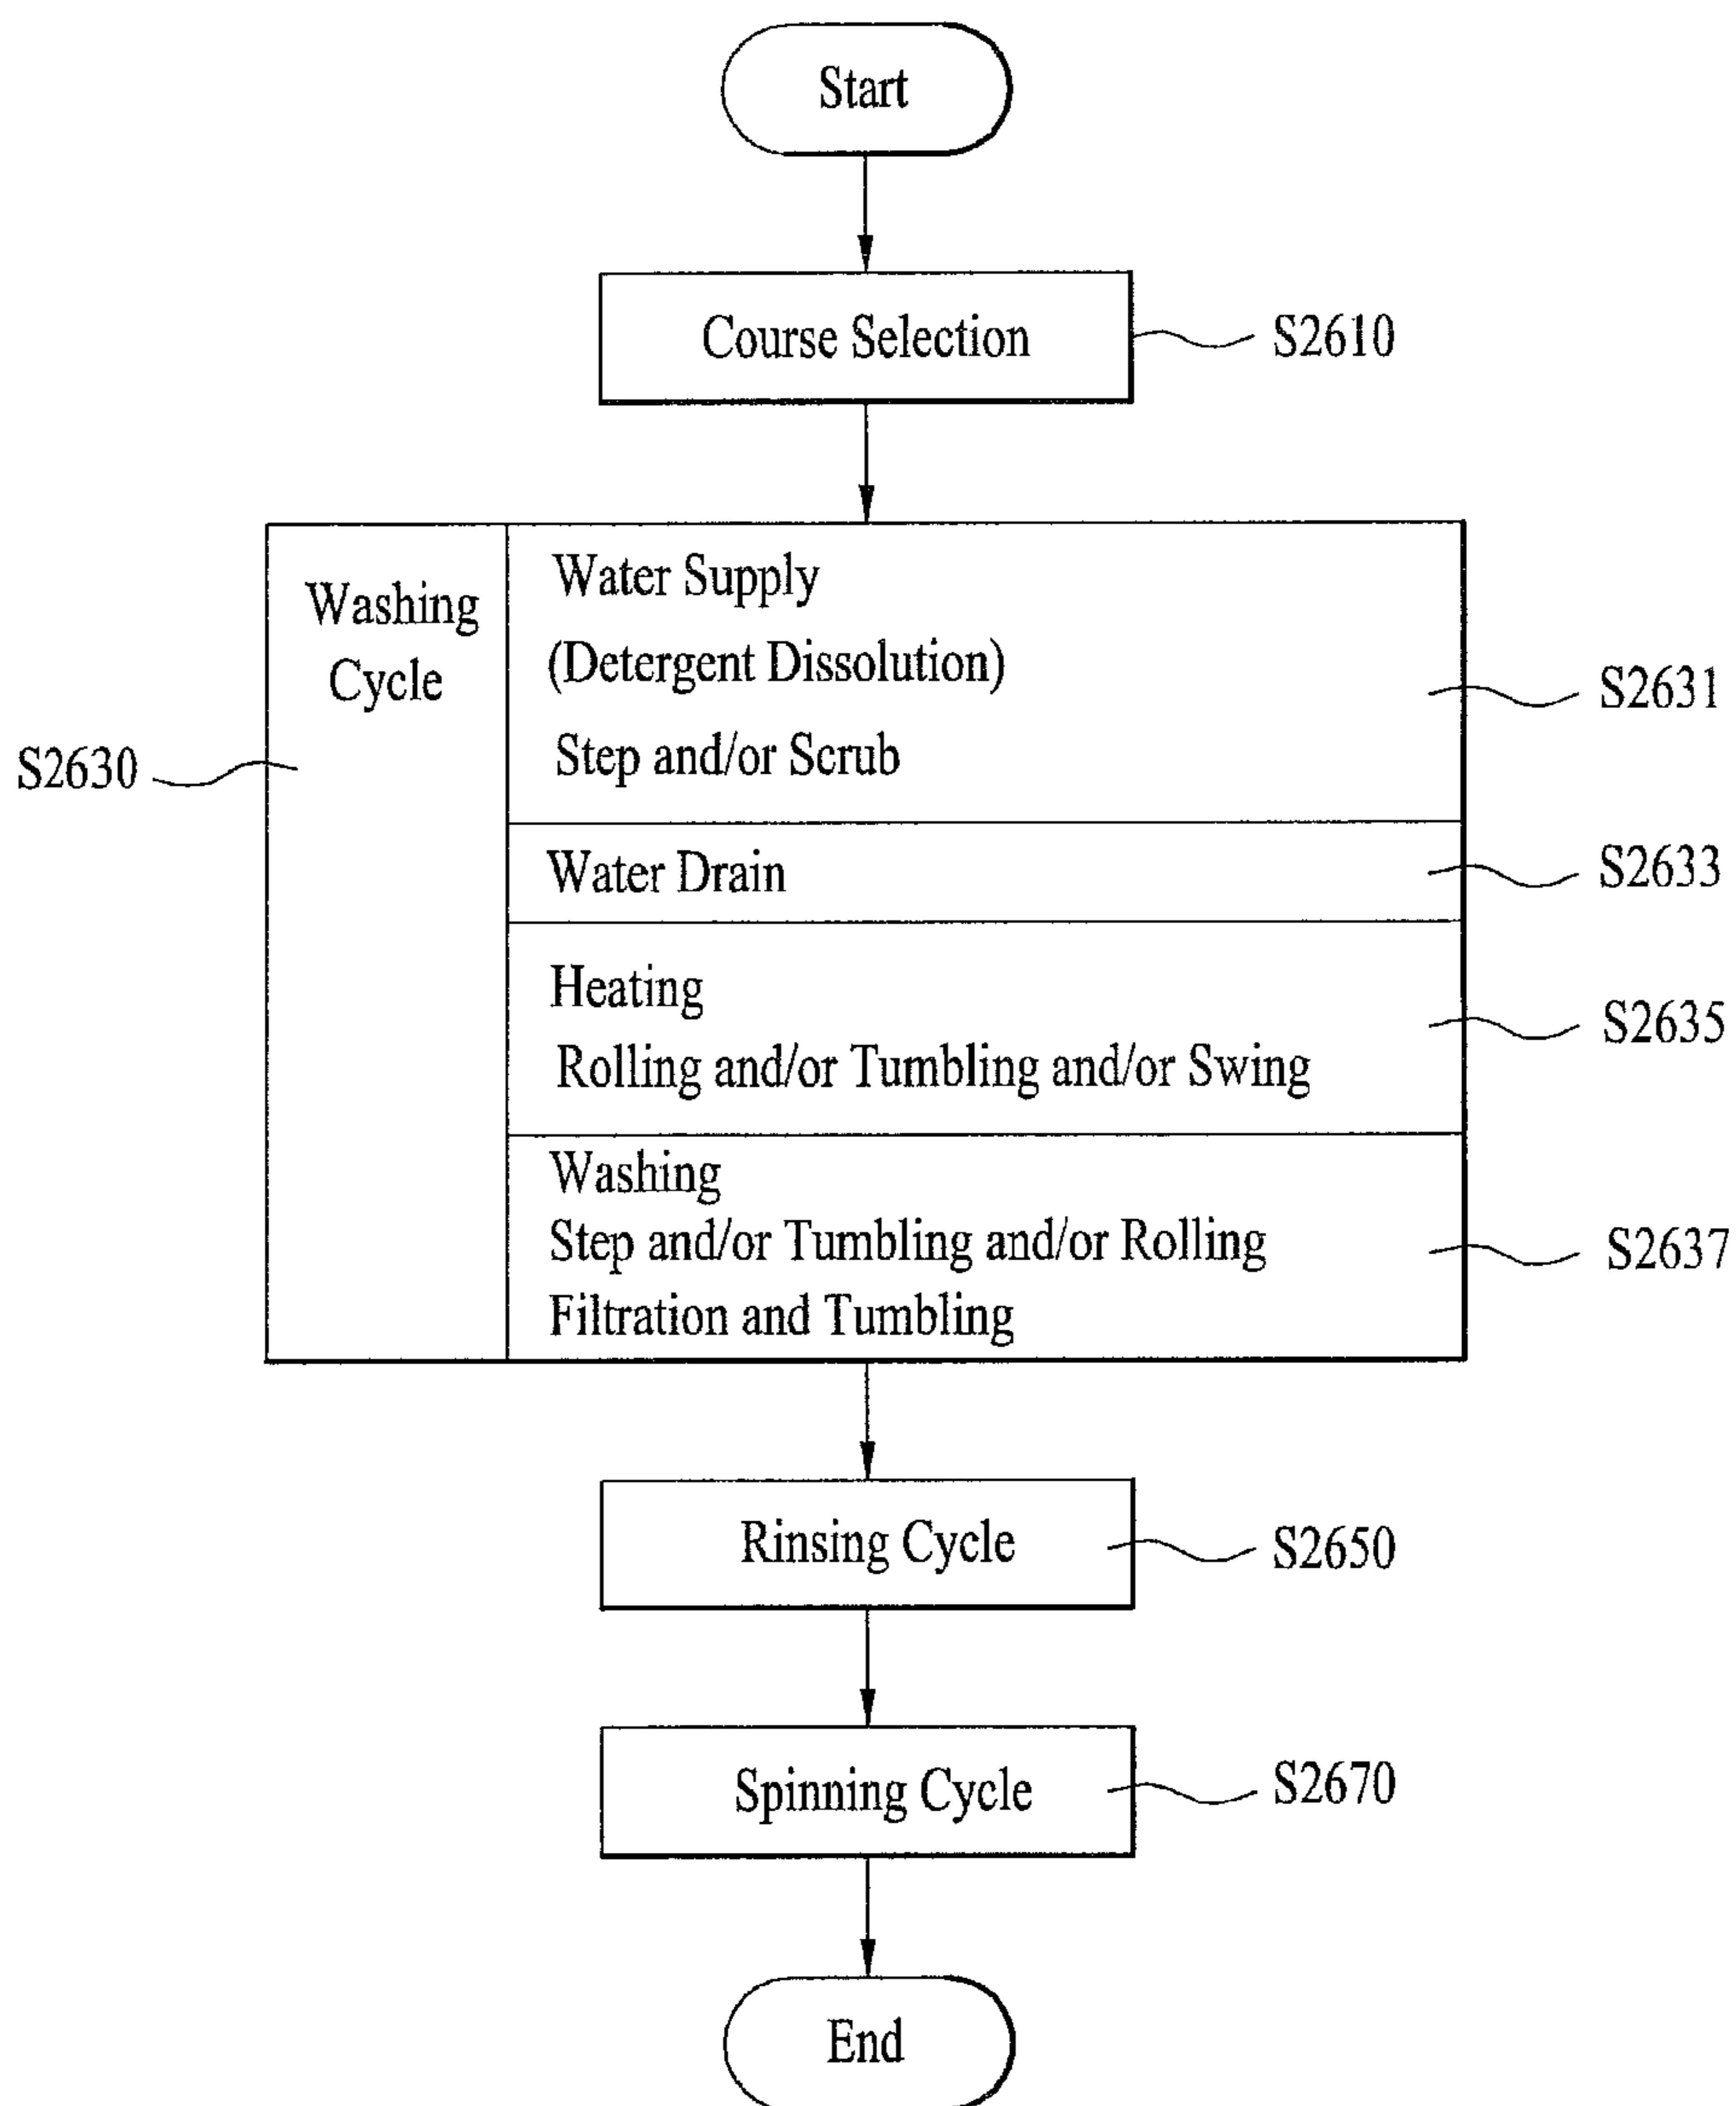 Start
Course Selection
S2610
Washing
Cycle
S2630
Water Supply
(Detergent Dissolution)
Step and/or Scrub
S2631
Water Drain
S2633
Heating
Rolling and/or Tumbling and/or Swing
S2635
Washing
Step and/or Tumbling and/or Rolling
Filtration and Tumbling
S2637
Rinsing Cycle
S2650
Spinning Cycle
S2670
End